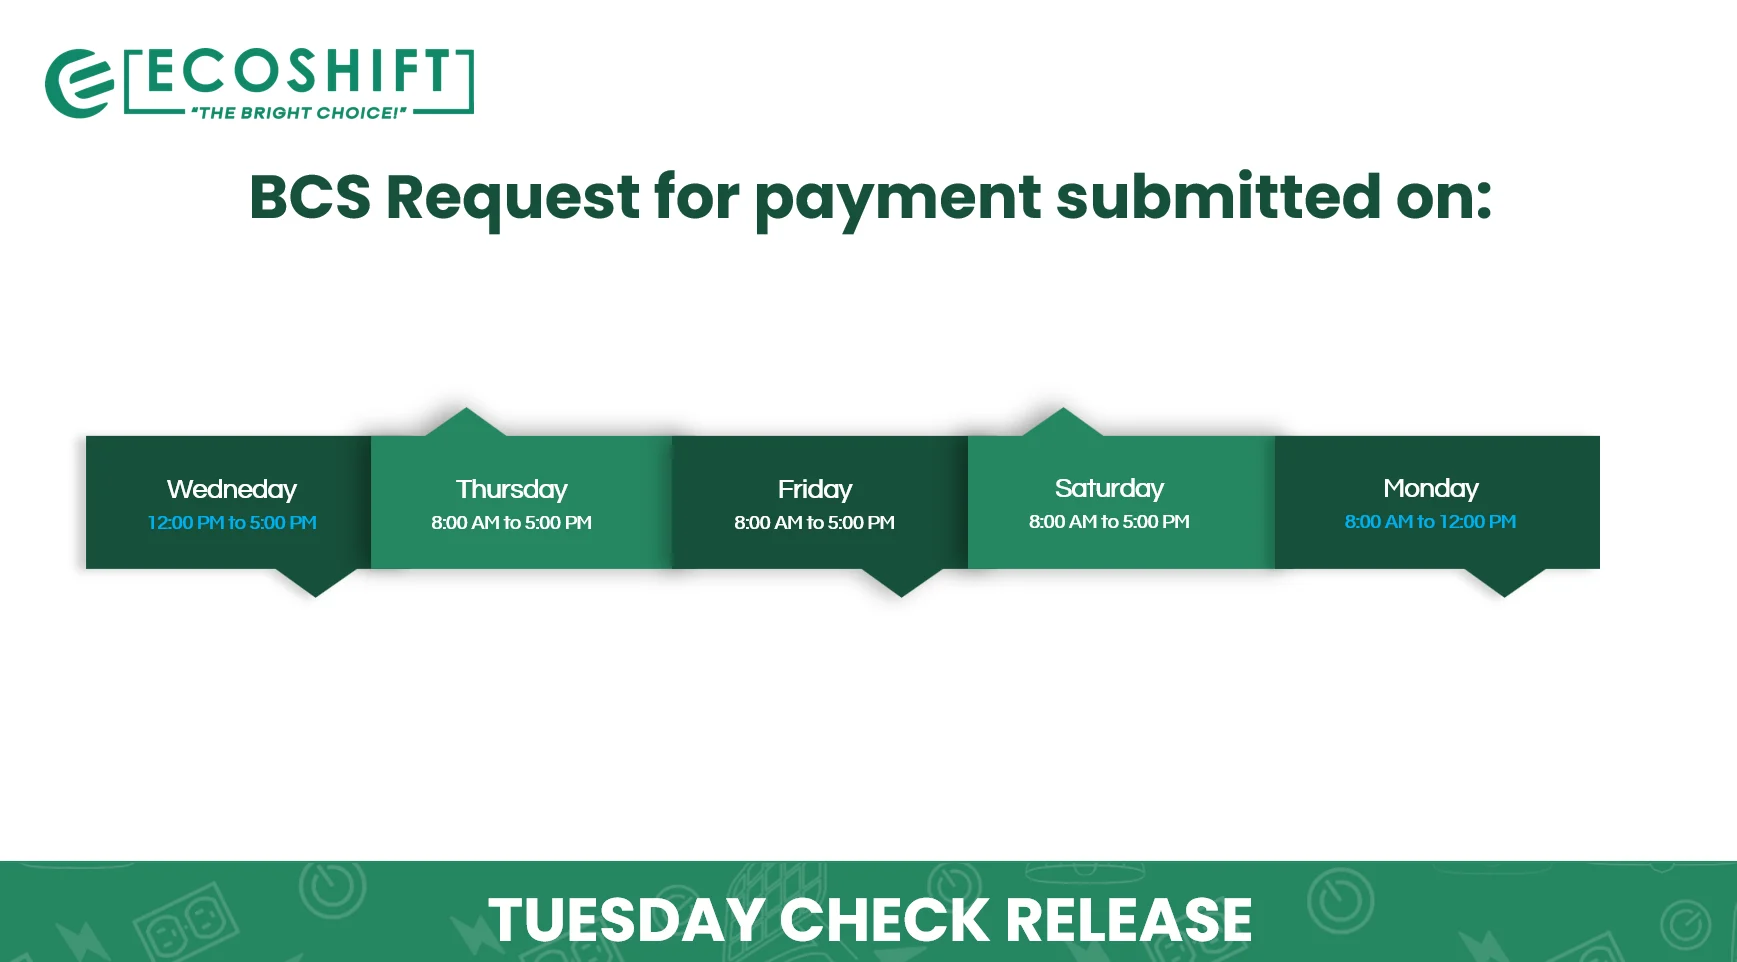 ECOSHIFT
"THE BRIGHT CHOICE!"
BCS Request for payment submitted on:
Wedneday
12:00 PM to 5:00 PM
Thursday
8:00 AM to 5:00 PM
Friday
8:00 AM to 5:00 PM
Saturday
8:00 AM to 5:00 PM
Monday
8:00 AM to 12:00 PM
TUESDAY CHECK RELEASE